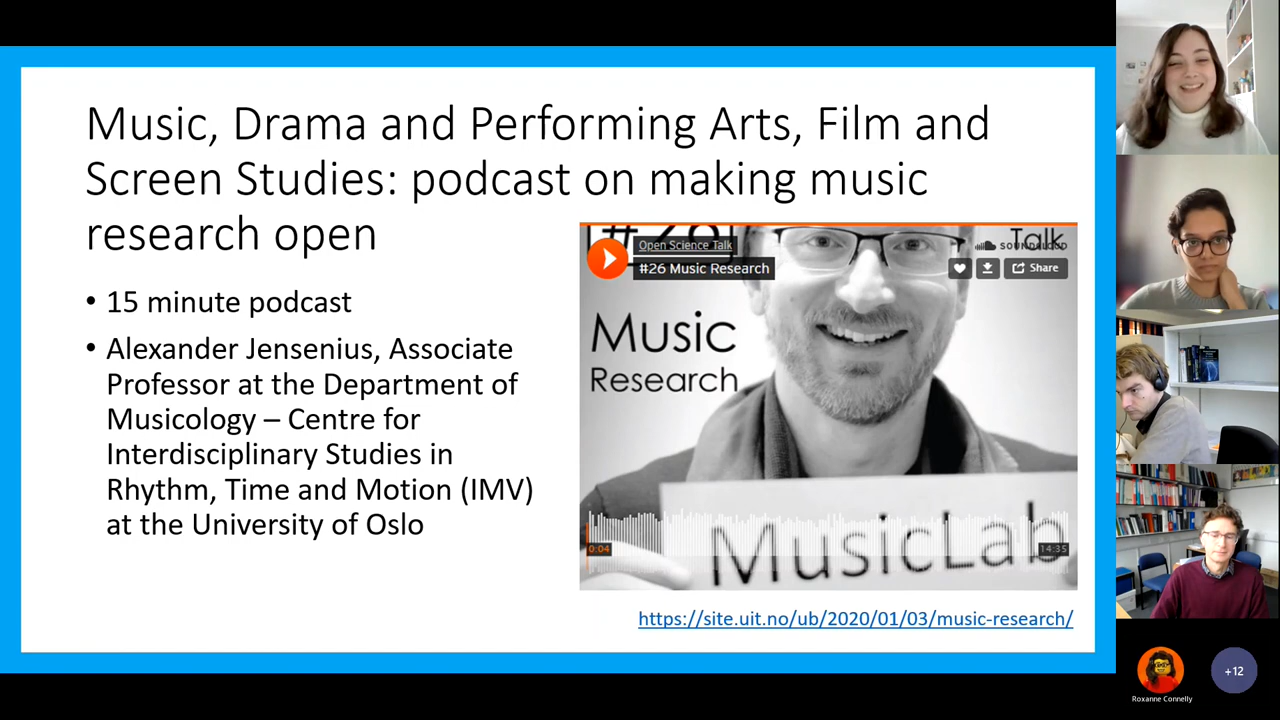 Music, Drama and Performing Arts, Film and
Screen Studies: podcast on making music
research open
• 15 minute podcast
• Alexander Jensenius, Associate
Professor at the Department of
Musicology – Centre for
Interdisciplinary Studies in
Rhythm, Time and Motion (IMV)
at the University of Oslo
Talk
Open Science Talk
SOUNDCLOUD
#26 Music Research
Share
Music
Research
MusicLab
0:04
14:35
https://site.uit.no/ub/2020/01/03/music-research/
+12
Roxanne Connelly